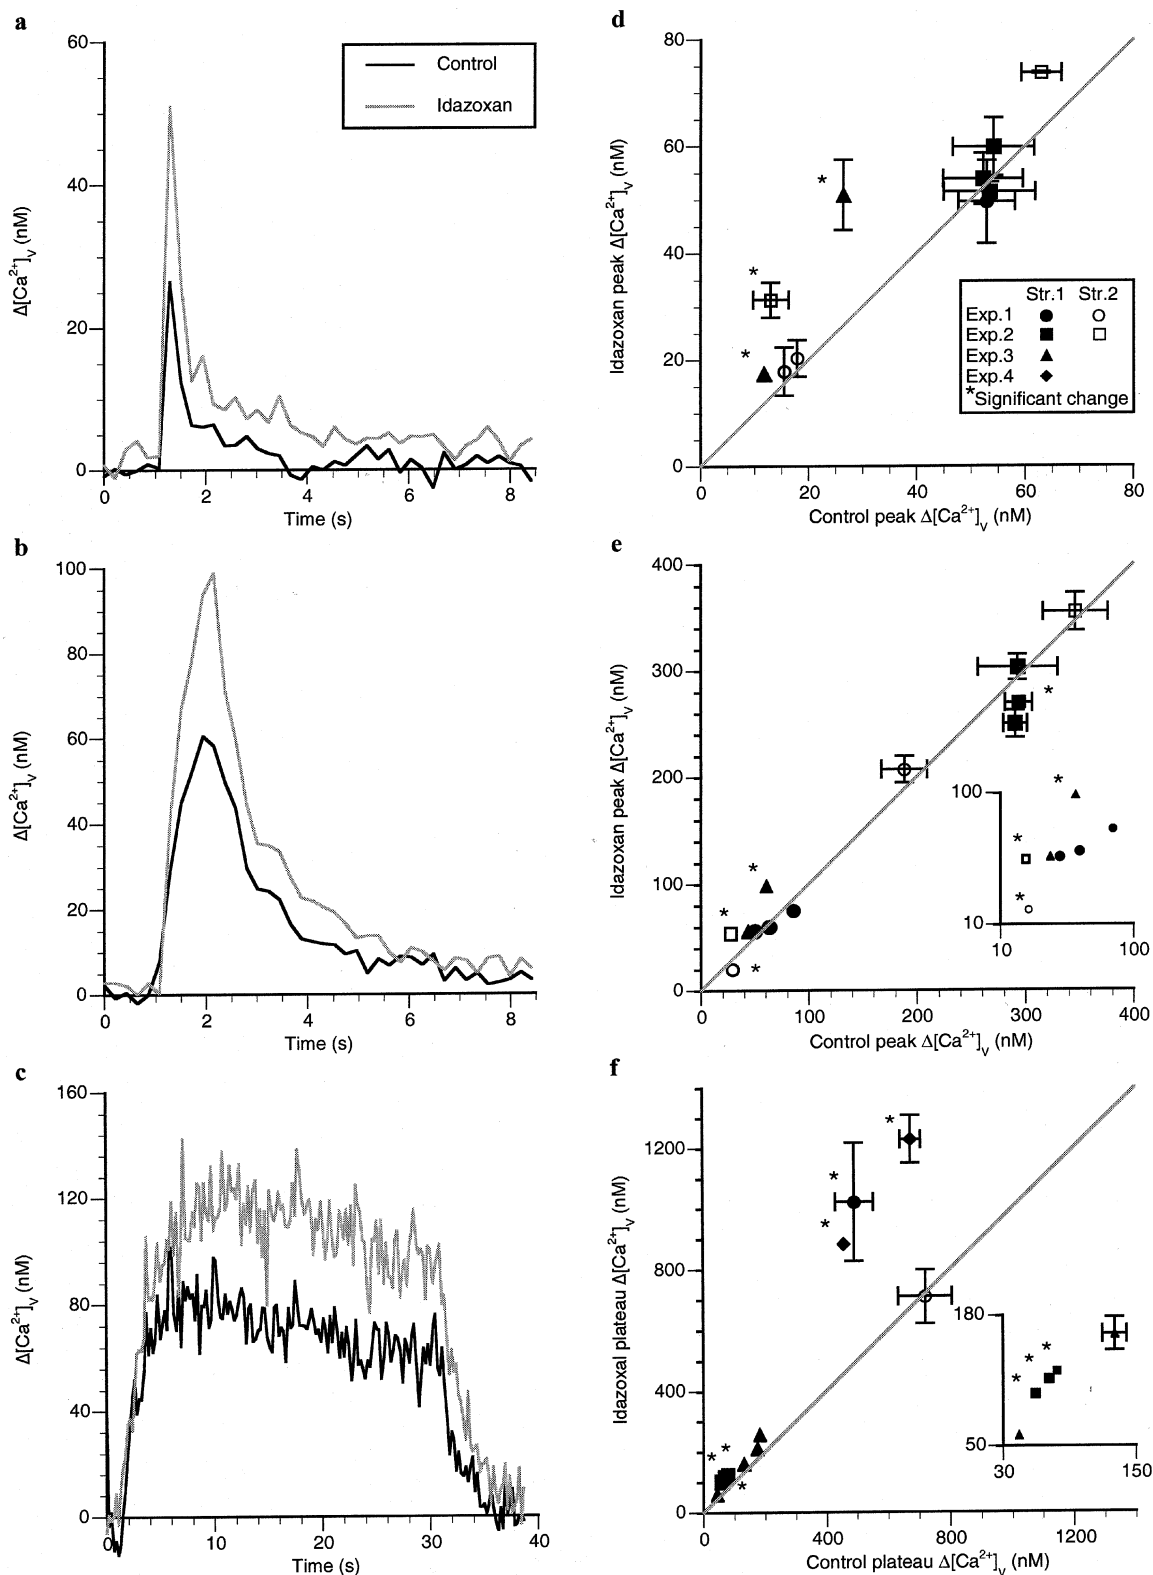 a
60
40
20
0
Δ[Ca2+]V (nM)
Control
Idazoxan
0 2 4 6 8
Time (s)
b
100
80
60
40
20
0
Δ[Ca2+]V (nM)
0 2 4 6 8
Time (s)
c
160
120
80
40
0
Δ[Ca2+]V (nM)
0 10 20 30 40
Time (s)
d
80
60
40
20
0
Idazoxan peak Δ[Ca2+]V (nM)
*
*
*
Str.1 Str.2
Exp.1
Exp.2
Exp.3
Exp.4
*Significant change
0 20 40 60 80
Control peak Δ[Ca2+]V (nM)
e
400
300
200
100
0
Idazoxan peak Δ[Ca2+]V (nM)
*
*
*
*
100
10
*
*
*
10 100
0 100 200 300 400
Control peak Δ[Ca2+]V (nM)
f
1200
800
400
0
Idazoxal plateau Δ[Ca2+]V (nM)
*
*
*
* *
*
180
50
* * *
30 150
0 400 800 1200
Control plateau Δ[Ca2+]V (nM)